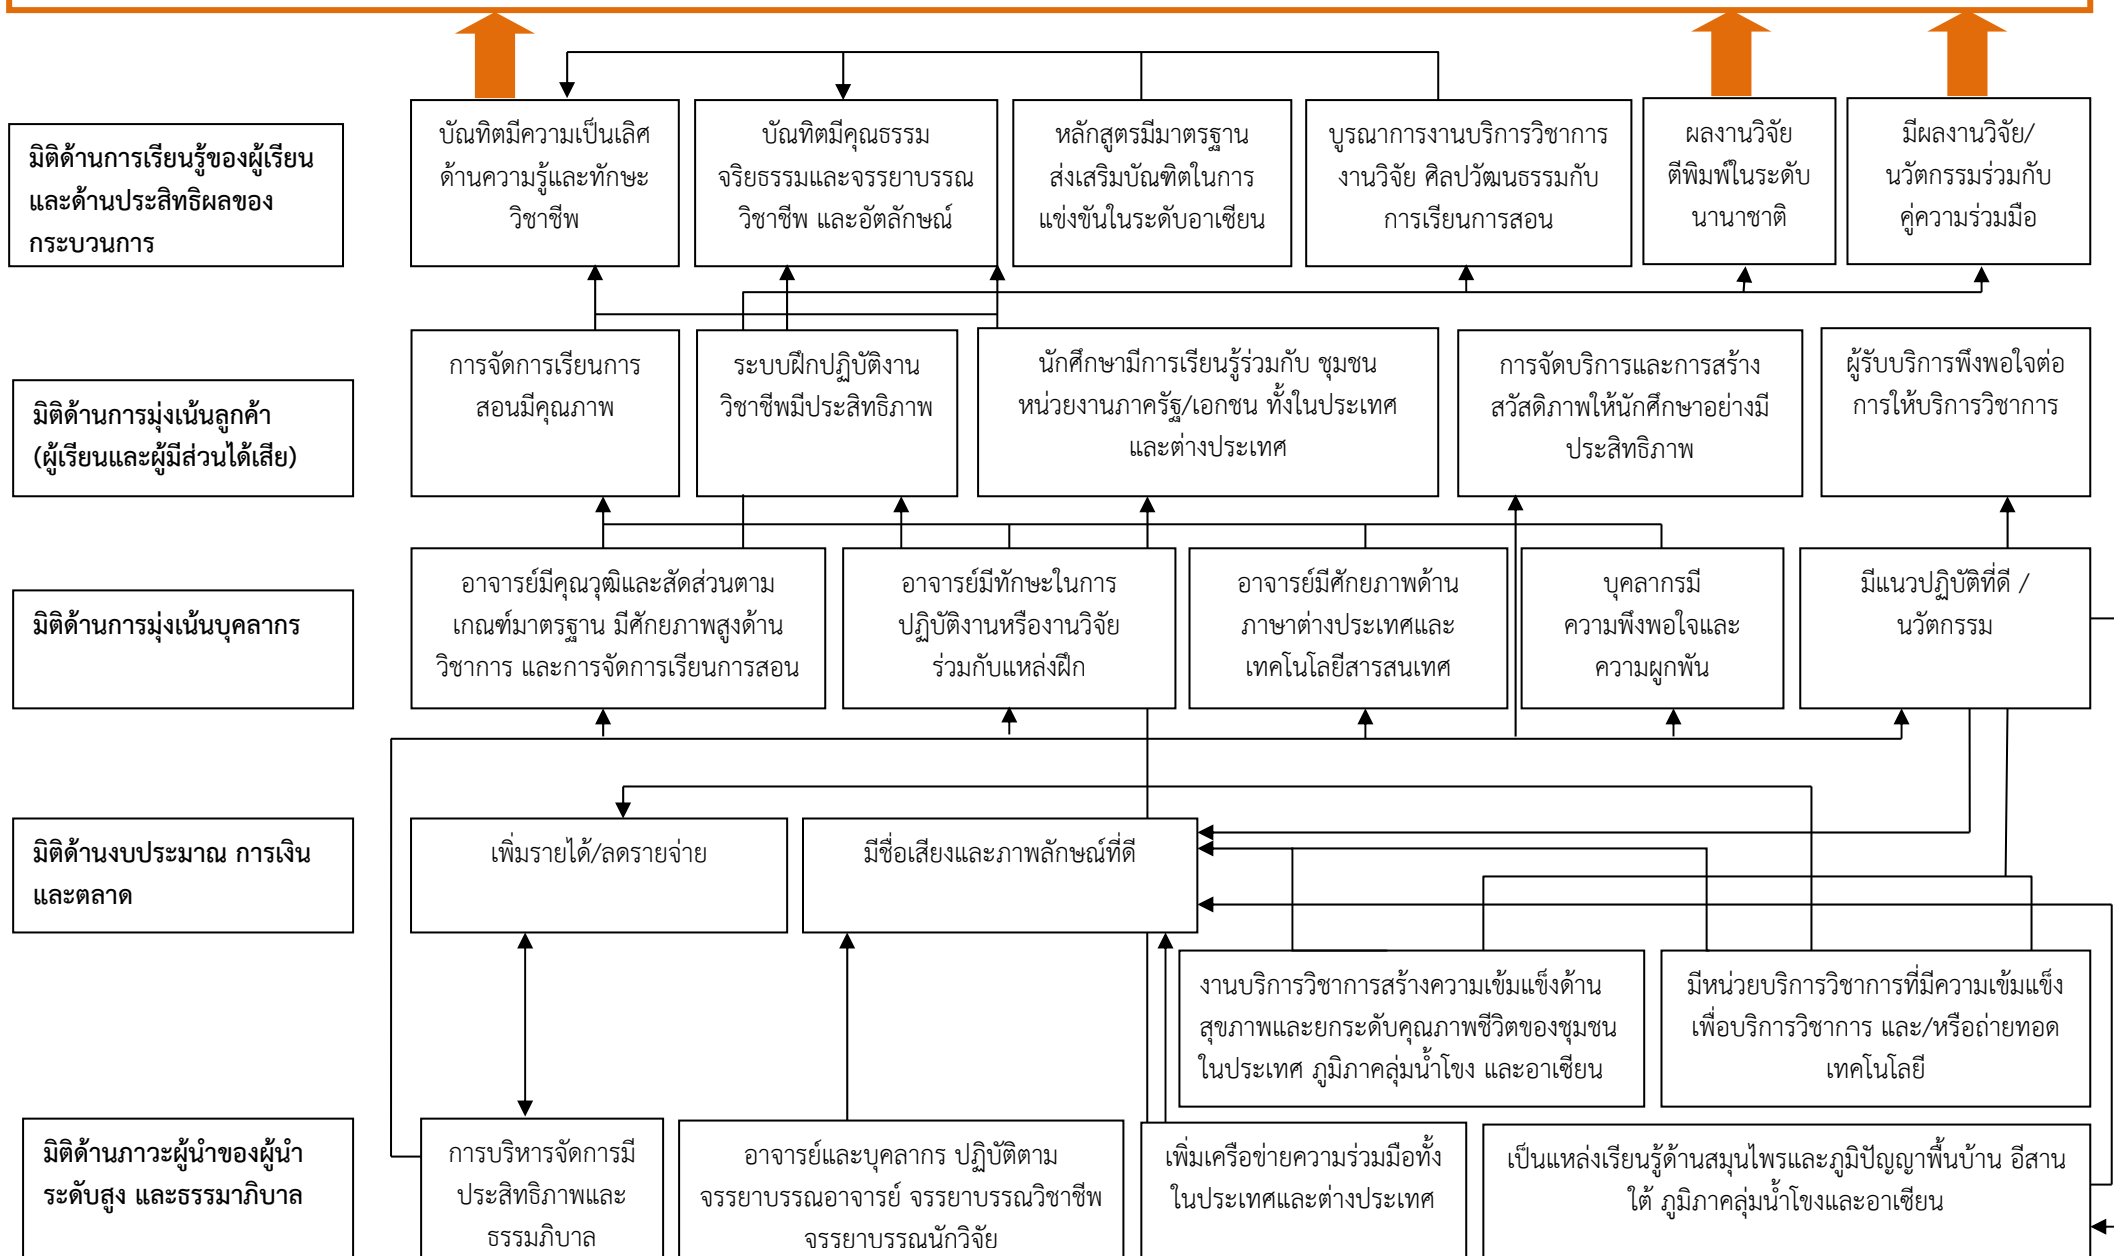 มิติด้านการเรียนรู้ของผู้เรียน
และด้านประสิทธิผลของ
กระบวนการ
บัณฑิตมีความเป็นเลิศ
ด้านความรู้และทักษะ
วิชาชีพ
บัณฑิตมีคุณธรรม
จริยธรรมและจรรยาบรรณ
วิชาชีพ และอัตลักษณ์
หลักสูตรมีมาตรฐาน
ส่งเสริมบัณฑิตในการ
แข่งขันในระดับอาเซียน
บูรณาการงานบริการวิชาการ
งานวิจัย ศิลปวัฒนธรรมกับ
การเรียนการสอน
ผลงานวิจัย
ตีพิมพ์ในระดับ
นานาชาติ
มีผลงานวิจัย/
นวัตกรรมร่วมกับ
คู่ความร่วมมือ
มิติด้านการมุ่งเน้นลูกค้า
(ผู้เรียนและผู้มีส่วนได้เสีย)
การจัดการเรียนการ
สอนมีคุณภาพ
ระบบฝึกปฏิบัติงาน
วิชาชีพมีประสิทธิภาพ
นักศึกษามีการเรียนรู้ร่วมกับ ชุมชน
หน่วยงานภาครัฐ/เอกชน ทั้งในประเทศ
และต่างประเทศ
การจัดบริการและการสร้าง
สวัสดิภาพให้นักศึกษาอย่างมี
ประสิทธิภาพ
ผู้รับบริการพึงพอใจต่อ
การให้บริการวิชาการ
มิติด้านการมุ่งเน้นบุคลากร
อาจารย์มีคุณวุฒิและสัดส่วนตาม
เกณฑ์มาตรฐาน มีศักยภาพสูงด้าน
วิชาการ และการจัดการเรียนการสอน
อาจารย์มีทักษะในการ
ปฏิบัติงานหรืองานวิจัย
ร่วมกับแหล่งฝึก
อาจารย์มีศักยภาพด้าน
ภาษาต่างประเทศและ
เทคโนโลยีสารสนเทศ
บุคลากรมี
ความพึงพอใจและ
ความผูกพัน
มีแนวปฏิบัติที่ดี /
นวัตกรรม
มิติด้านงบประมาณ การเงิน
และตลาด
เพิ่มรายได้/ลดรายจ่าย
มีชื่อเสียงและภาพลักษณ์ที่ดี
งานบริการวิชาการสร้างความเข้มแข็งด้าน
สุขภาพและยกระดับคุณภาพชีวิตของชุมชน
ในประเทศ ภูมิภาคลุ่มน้ำโขง และอาเซียน
มีหน่วยบริการวิชาการที่มีความเข้มแข็ง
เพื่อบริการวิชาการ และ/หรือถ่ายทอด
เทคโนโลยี
มิติด้านภาวะผู้นำของผู้นำ
ระดับสูง และธรรมาภิบาล
การบริหารจัดการมี
ประสิทธิภาพและ
ธรรมภิบาล
อาจารย์และบุคลากร ปฏิบัติตาม
จรรยาบรรณอาจารย์ จรรยาบรรณวิชาชีพ
จรรยาบรรณนักวิจัย
เพิ่มเครือข่ายความร่วมมือทั้ง
ในประเทศและต่างประเทศ
เป็นแหล่งเรียนรู้ด้านสมุนไพรและภูมิปัญญาพื้นบ้าน อีสาน
ใต้ ภูมิภาคลุ่มน้ำโขงและอาเซียน